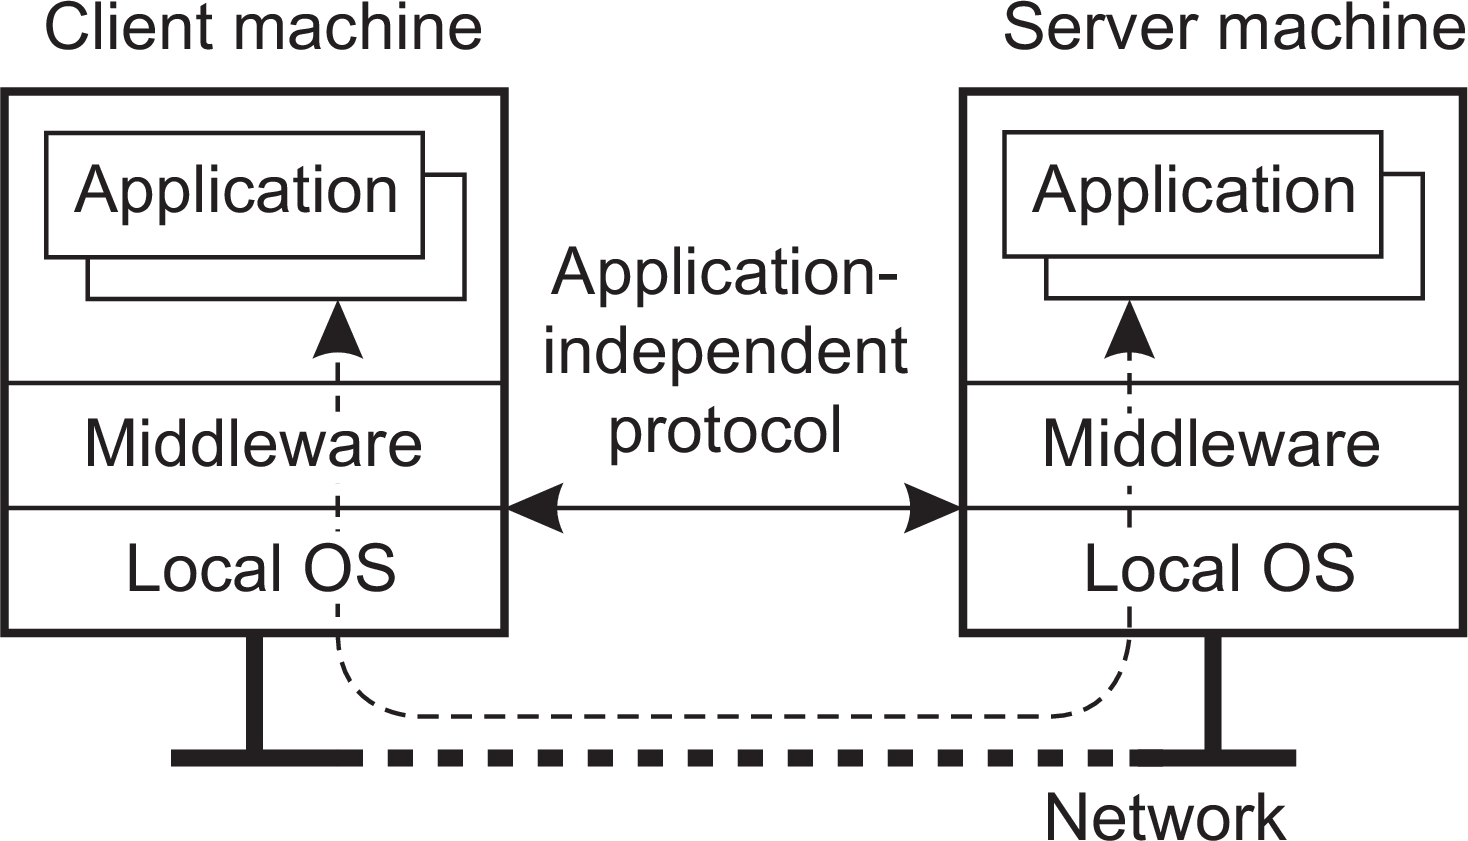 Client machine
Server machine
Application
Application
Application-
independent
protocol
Middleware
Middleware
Local OS
Local OS
Network